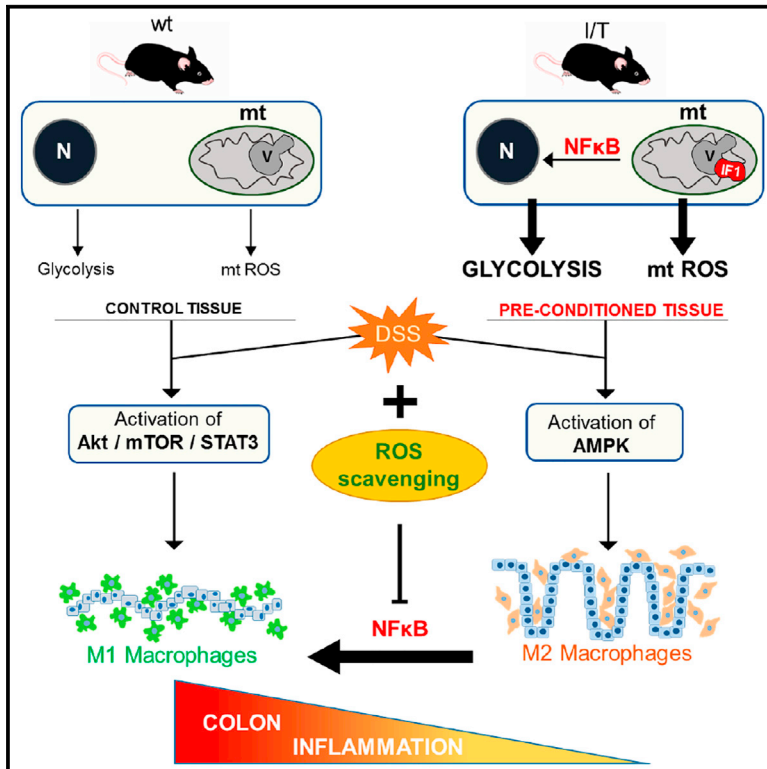 wt
I/T
mt
mt
N
V
N
NFκB
V
IF1
Glycolysis
mt ROS
GLYCOLYSIS
mt ROS
CONTROL TISSUE
PRE-CONDITIONED TISSUE
DSS
+
Activation of
Akt / mTOR / STAT3
Activation of
AMPK
ROS
scavenging
NFκB
M1 Macrophages
M2 Macrophages
COLON
INFLAMMATION